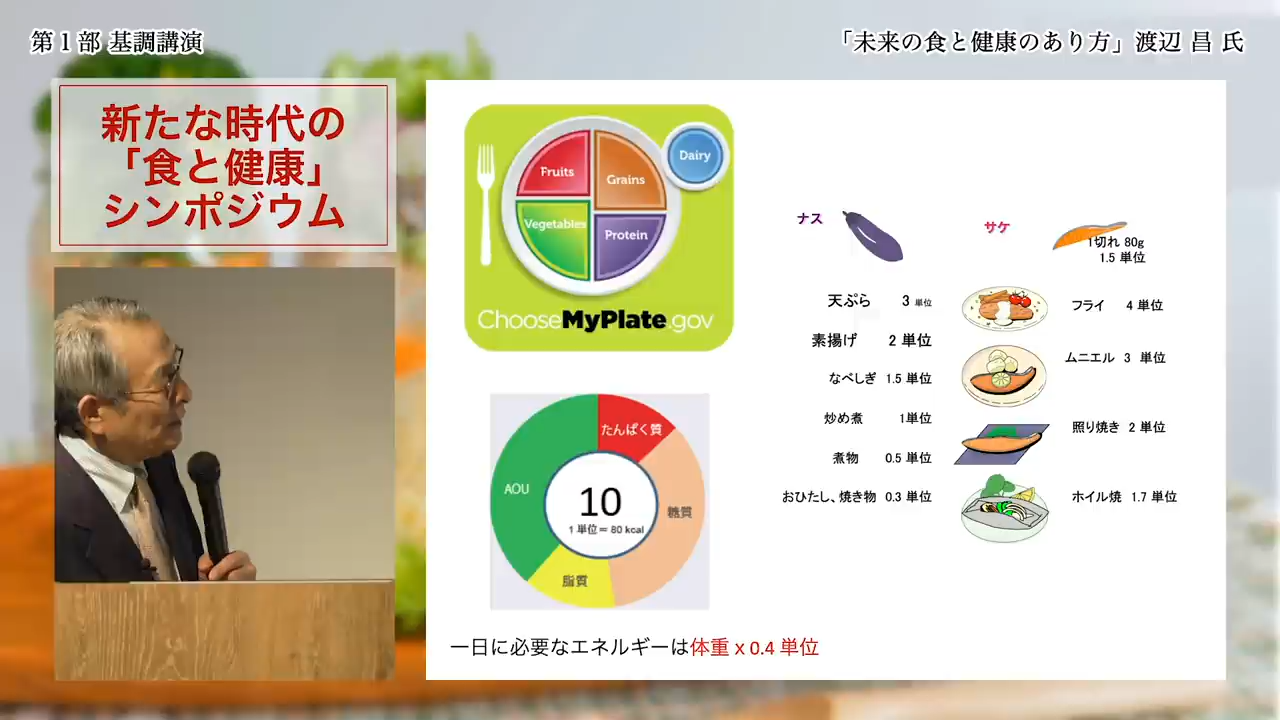 第1部 基調講演
「未来の食と健康のあり方」渡辺 昌 氏
新たな時代の
「食と健康」
シンポジウム
Fruits
Grains
Dairy
Vegetables
Protein
ChooseMyPlate.gov
たんぱく質
AOU
糖質
脂質
10
1 単位＝ 80 kcal
一日に必要なエネルギーは体重 x 0.4 単位
ナス
天ぷら 3 単位
素揚げ 2 単位
なべしぎ 1.5 単位
炒め煮 1単位
煮物 0.5 単位
おひたし、焼き物 0.3 単位
サケ
1切れ 80g
1.5 単位
フライ 4 単位
ムニエル 3 単位
照り焼き 2 単位
ホイル焼 1.7 単位